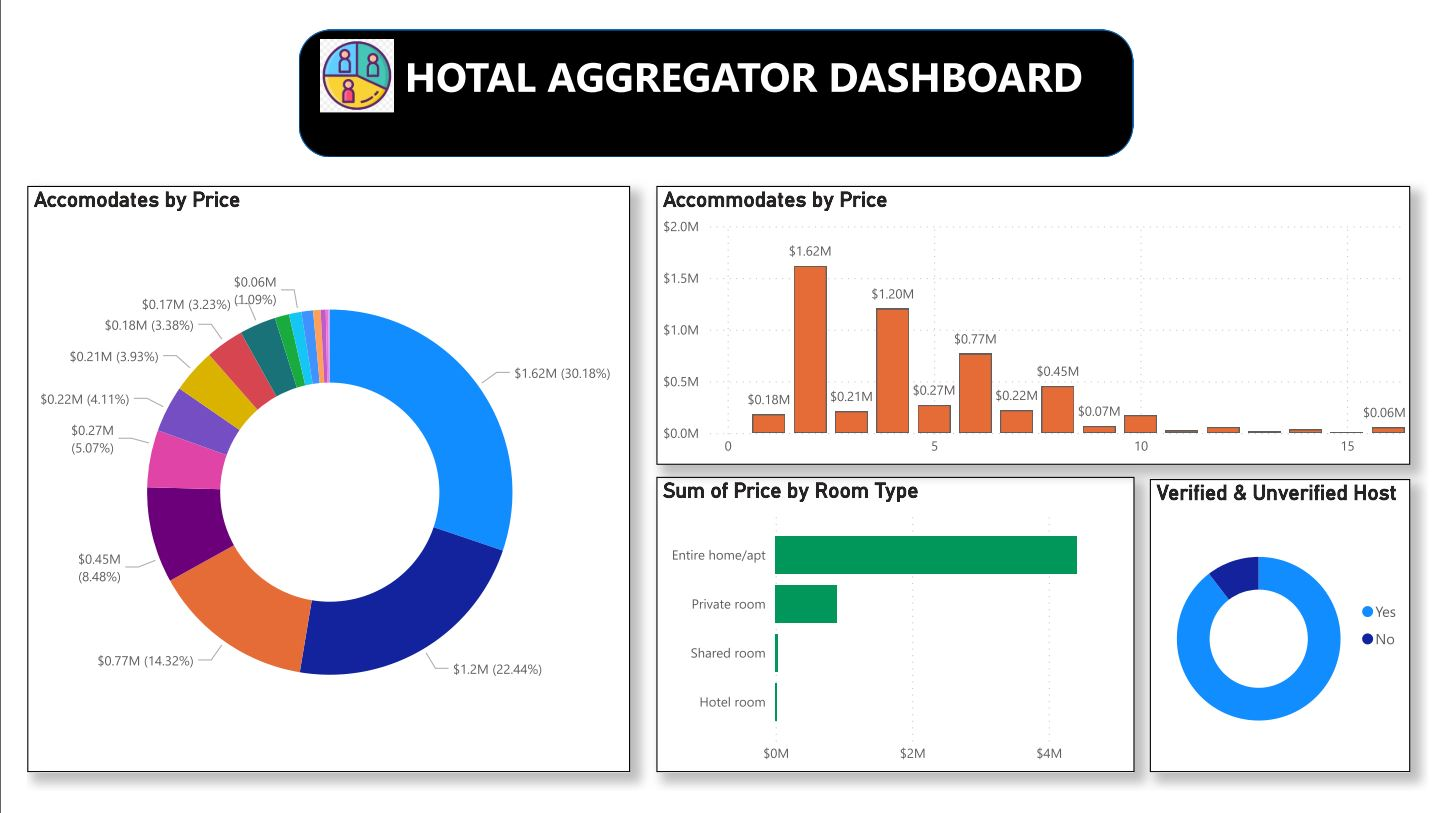 HOTAL AGGREGATOR DASHBOARD
Accomodates by Price
$0.06M
(1.09%)
$0.17M (3.23%)
$0.18M (3.38%)
$0.21M (3.93%)
$0.22M (4.11%)
$0.27M
(5.07%)
$0.45M
(8.48%)
$0.77M (14.32%)
$1.2M (22.44%)
$1.62M (30.18%)
Accommodates by Price
$2.0M
$1.5M
$1.0M
$0.5M
$0.0M
$0.18M
$1.62M
$0.21M
$1.20M
$0.27M
$0.77M
$0.22M
$0.45M
$0.07M
$0.06M
0
5
10
15
Sum of Price by Room Type
Entire home/apt
Private room
Shared room
Hotel room
$0M
$2M
$4M
Verified & Unverified Host
Yes
No